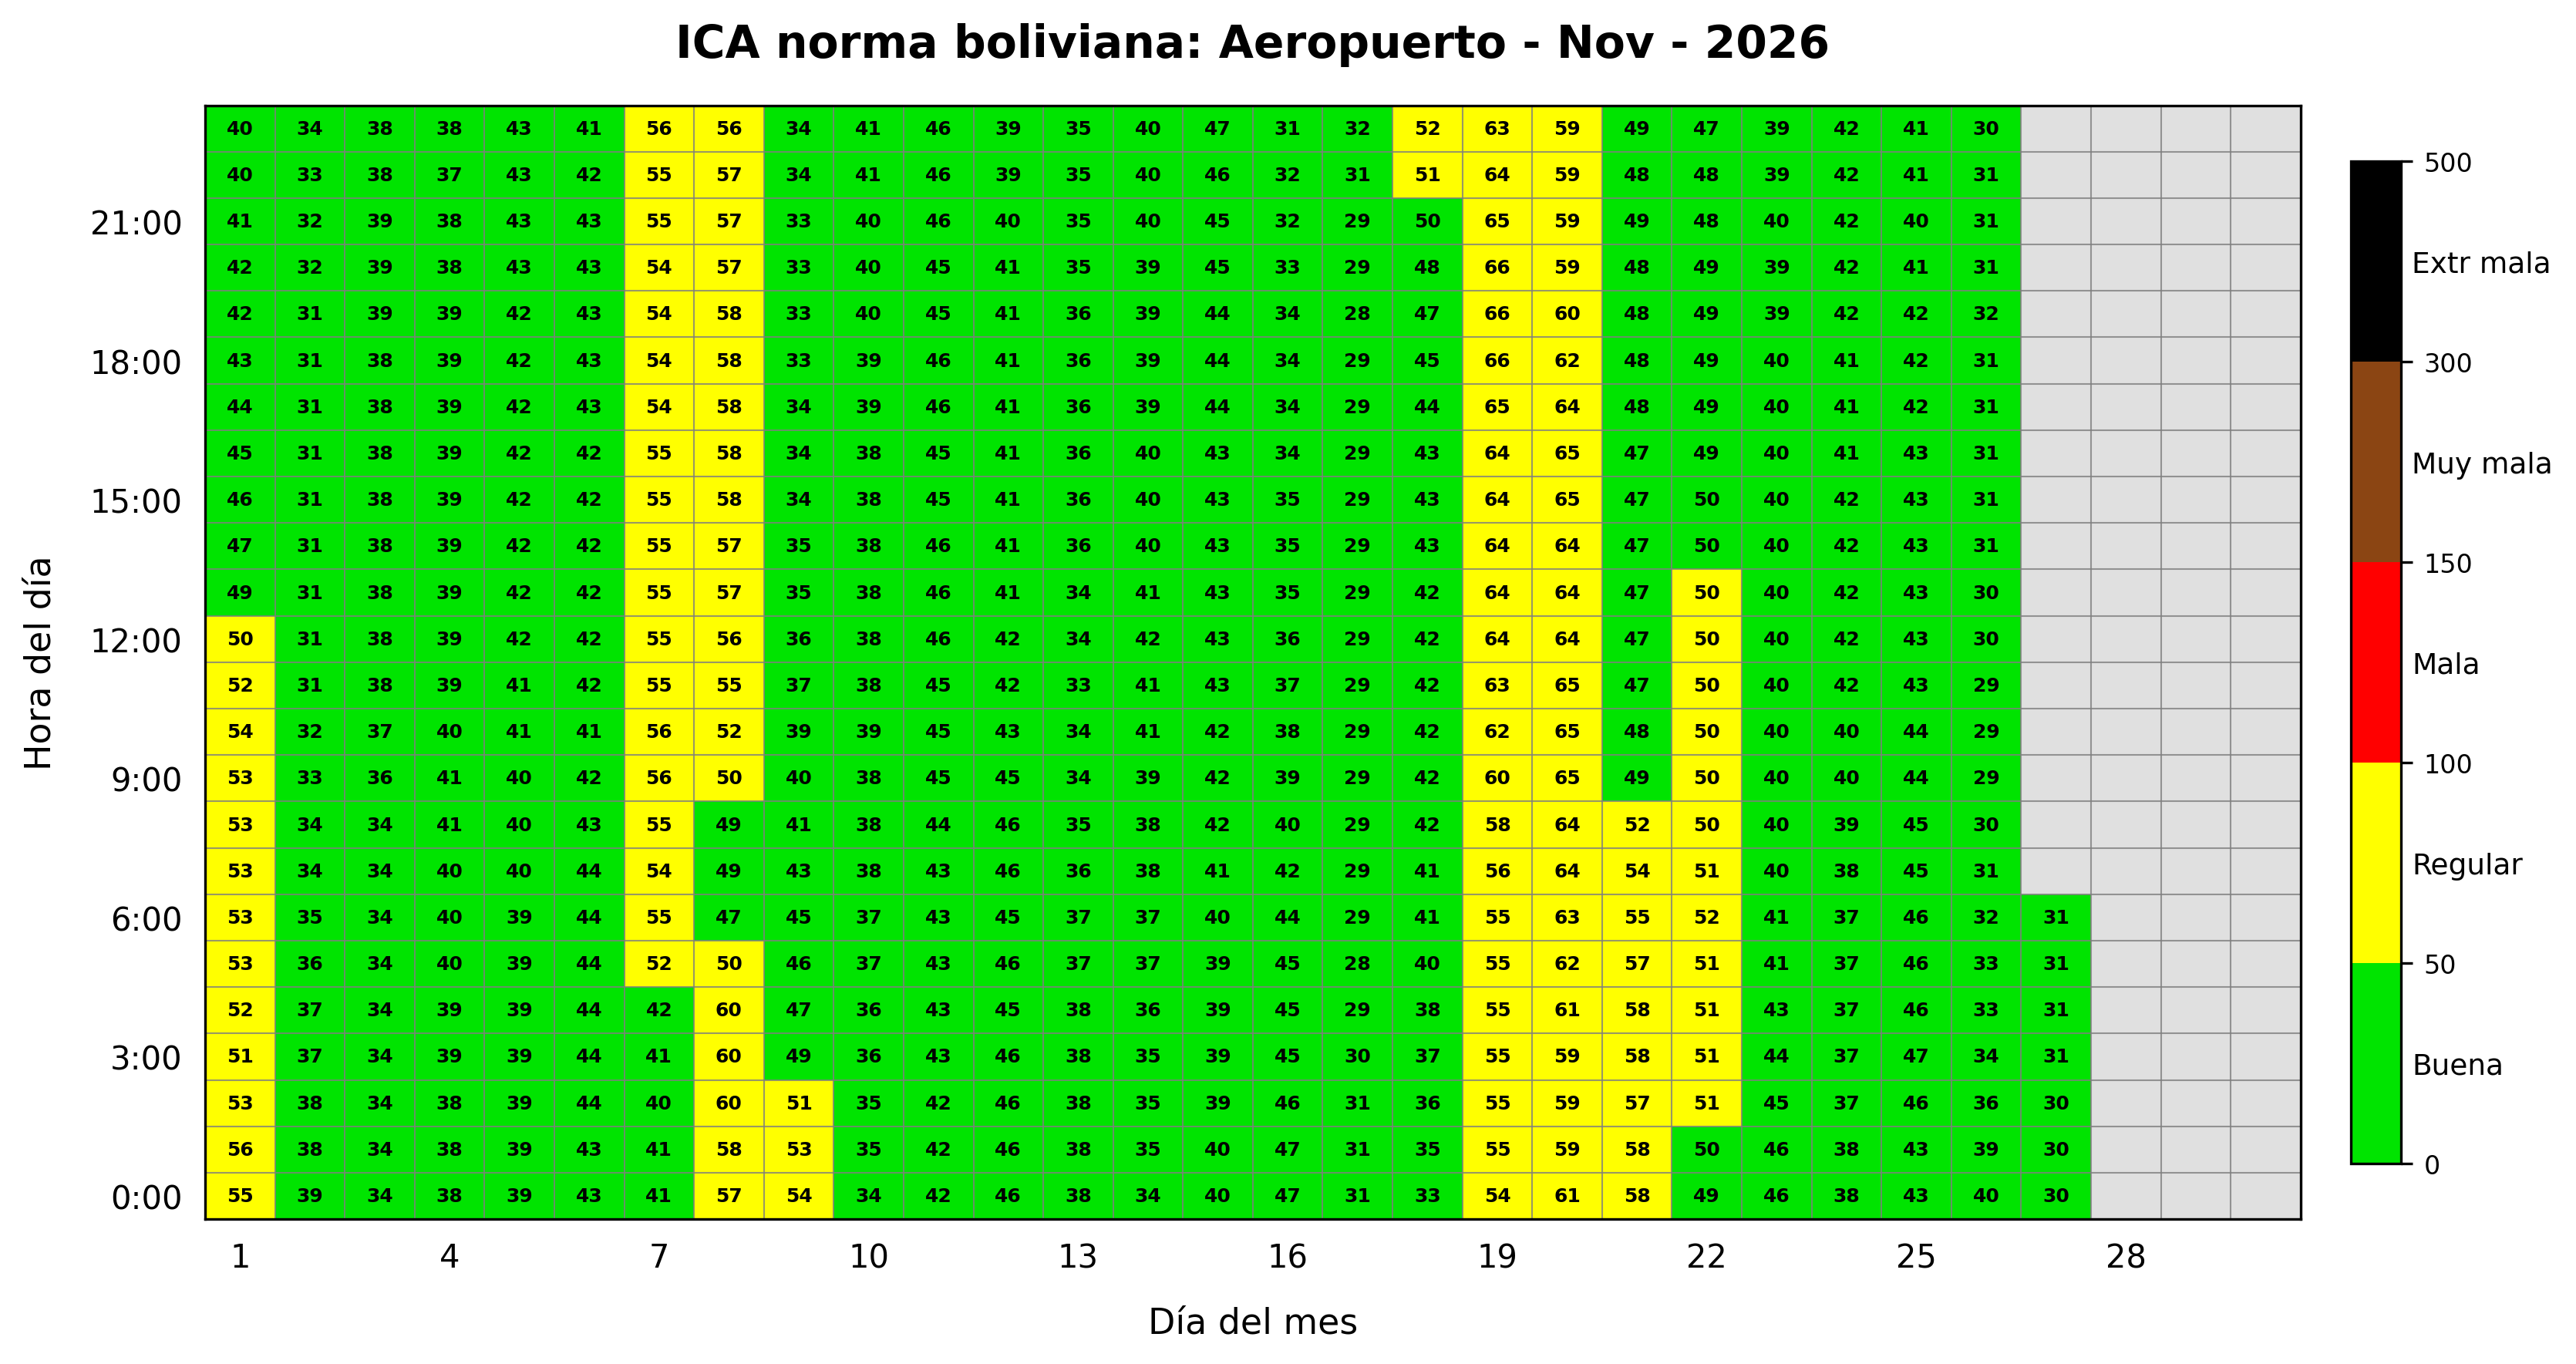 ICA norma boliviana: Aeropuerto - Nov - 2026
40 34 38 38 43 41 56 56 34 41 46 39 35 40 47 31 32 52 63 59 49 47 39 42 41 30
40 33 38 37 43 42 55 57 34 41 46 39 35 40 46 32 31 51 64 59 48 48 39 42 41 31
21:00 41 32 39 38 43 43 55 57 33 40 46 40 35 40 45 32 29 50 65 59 49 48 40 42 40 31
42 32 39 38 43 43 54 57 33 40 45 41 35 39 45 33 29 48 66 59 48 49 39 42 41 31
42 31 39 39 42 43 54 58 33 40 45 41 36 39 44 34 28 47 66 60 48 49 39 42 42 32
18:00 43 31 38 39 42 43 54 58 33 39 46 41 36 39 44 34 29 45 66 62 48 49 40 41 42 31
44 31 38 39 42 43 54 58 34 39 46 41 36 39 44 34 29 44 65 64 48 49 40 41 42 31
45 31 38 39 42 42 55 58 34 38 45 41 36 40 43 34 29 43 64 65 47 49 40 41 43 31
15:00 46 31 38 39 42 42 55 58 34 38 45 41 36 40 43 35 29 43 64 65 47 50 40 42 43 31
47 31 38 39 42 42 55 57 35 38 46 41 36 40 43 35 29 43 64 64 47 50 40 42 43 31
49 31 38 39 42 42 55 57 35 38 46 41 34 41 43 35 29 42 64 64 47 50 40 42 43 30
12:00 50 31 38 39 42 42 55 56 36 38 46 42 34 42 43 36 29 42 64 64 47 50 40 42 43 30
52 31 38 39 41 42 55 55 37 38 45 42 33 41 43 37 29 42 63 65 47 50 40 42 43 29
54 32 37 40 41 41 56 52 39 39 45 43 34 41 42 38 29 42 62 65 48 50 40 40 44 29
9:00 53 33 36 41 40 42 56 50 40 38 45 45 34 39 42 39 29 42 60 65 49 50 40 40 44 29
53 34 34 41 40 43 55 49 41 38 44 46 35 38 42 40 29 42 58 64 52 50 40 39 45 30
53 34 34 40 40 44 54 49 43 38 43 46 36 38 41 42 29 41 56 64 54 51 40 38 45 31
6:00 53 35 34 40 39 44 55 47 45 37 43 45 37 37 40 44 29 41 55 63 55 52 41 37 46 32 31
53 36 34 40 39 44 52 50 46 37 43 46 37 37 39 45 28 40 55 62 57 51 41 37 46 33 31
52 37 34 39 39 44 42 60 47 36 43 45 38 36 39 45 29 38 55 61 58 51 43 37 46 33 31
3:00 51 37 34 39 39 44 41 60 49 36 43 46 38 35 39 45 30 37 55 59 58 51 44 37 47 34 31
53 38 34 38 39 44 40 60 51 35 42 46 38 35 39 46 31 36 55 59 57 51 45 37 46 36 30
56 38 34 38 39 43 41 58 53 35 42 46 38 35 40 47 31 35 55 59 58 50 46 38 43 39 30
0:00 55 39 34 38 39 43 41 57 54 34 42 46 38 34 40 47 31 33 54 61 58 49 46 38 43 40 30
1 4 7 10 13 16 19 22 25 28
Día del mes
Hora del día
500
Extr mala
300
Muy mala
150
Mala
100
Regular
50
Buena
0